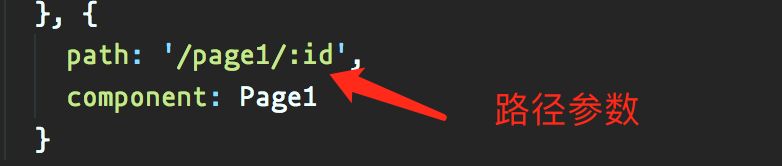 }, {
path: '/page1/:id',
component: Page1
}
路径参数